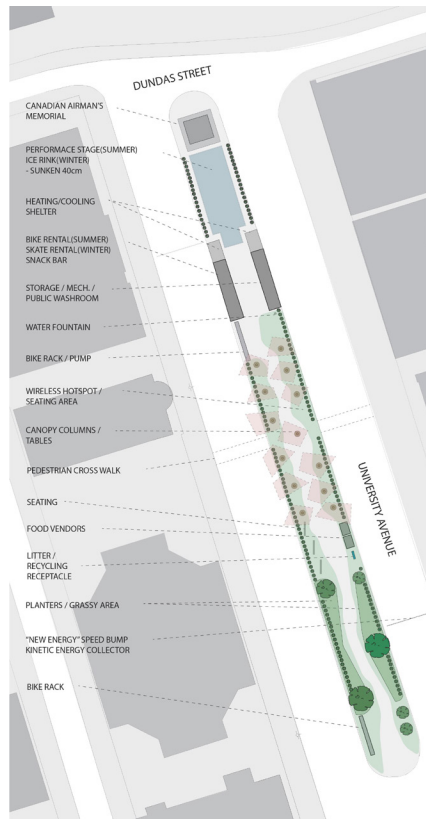 DUNDAS STREET
CANADIAN AIRMAN'S
MEMORIAL
PERFORMACE STAGE(SUMMER)
ICE RINK(WINTER)
- SUNKEN 40cm
HEATING/COOLING
SHELTER
BIKE RENTAL(SUMMER)
SKATE RENTAL(WINTER)
SNACK BAR
STORAGE / MECH. /
PUBLIC WASHROOM
WATER FOUNTAIN
BIKE RACK / PUMP
WIRELESS HOTSPOT /
SEATING AREA
CANOPY COLUMNS /
TABLES
PEDESTRIAN CROSS WALK
SEATING
FOOD VENDORS
LITTER /
RECYCLING
RECEPTACLE
PLANTERS / GRASSY AREA
"NEW ENERGY" SPEED BUMP
KINETIC ENERGY COLLECTOR
BIKE RACK
UNIVERSITY AVENUE